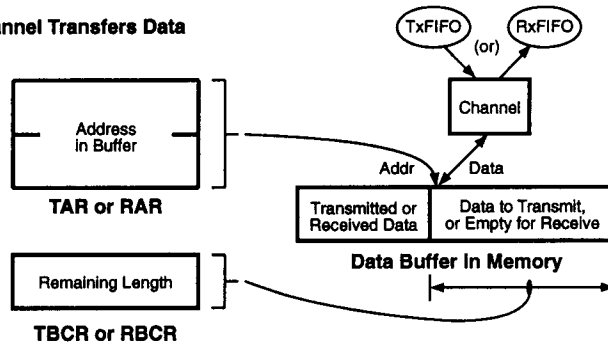 nnel Transfers Data
TxFIFO
(or)
RxFIFO
Channel
Address
in Buffer
Addr
Data
TAR or RAR
Transmitted or
Received Data
Data to Transmit,
or Empty for Receive
Remaining Length
Data Buffer In Memory
TBCR or RBCR